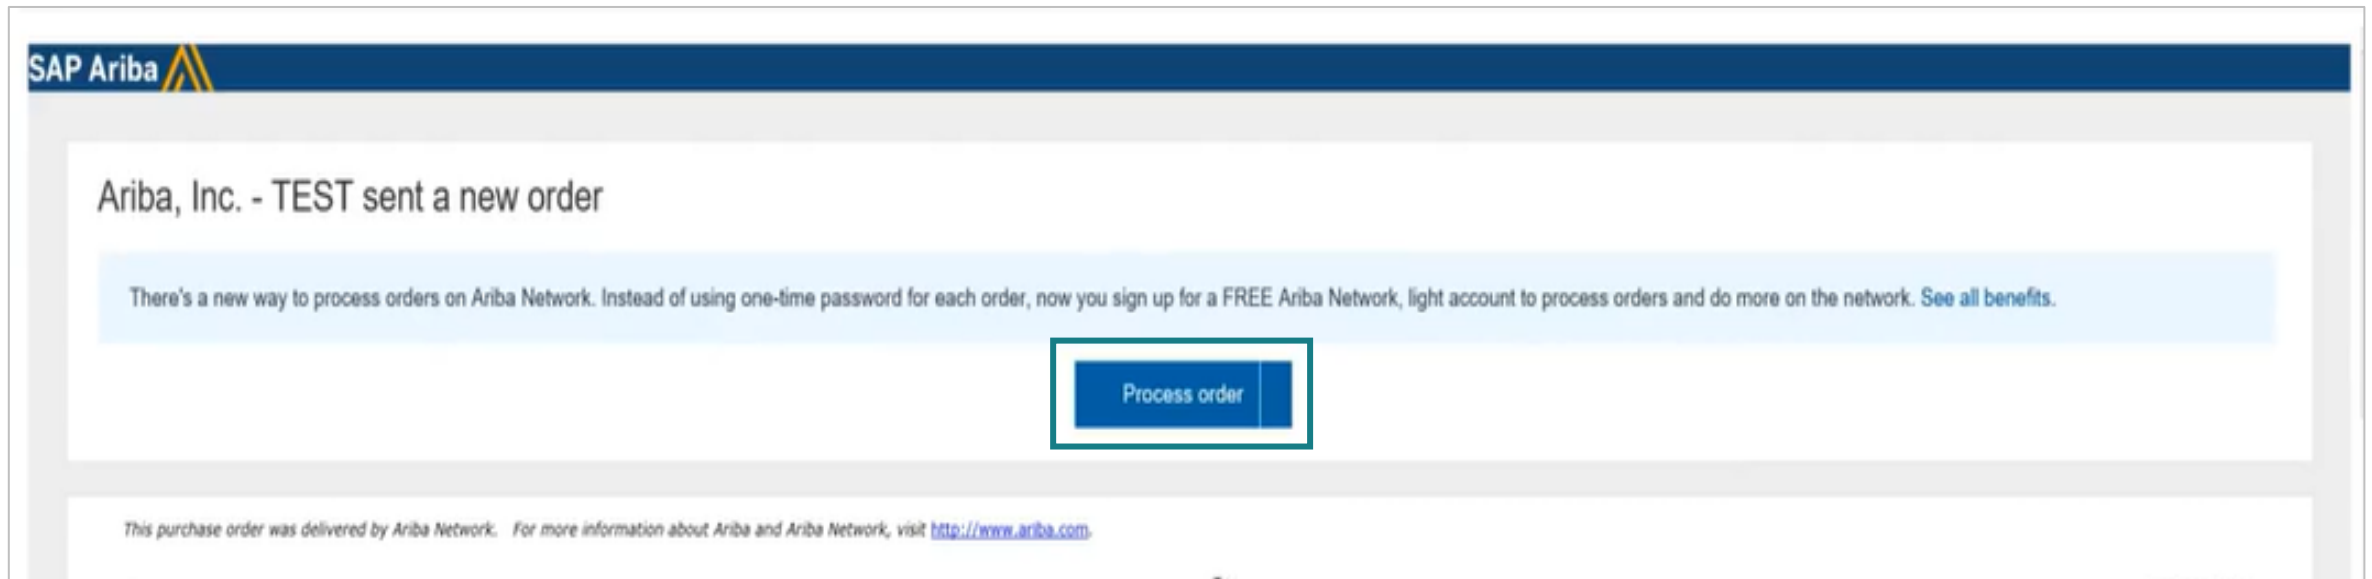 SAP Ariba
Ariba, Inc. - TEST sent a new order
There's a new way to process orders on Ariba Network. Instead of using one-time password for each order, now you sign up for a FREE Ariba Network, light account to process orders and do more on the network. See all benefits.
Process order
This purchase order was delivered by Ariba Network. For more information about Ariba and Ariba Network, visit http://www.ariba.com.